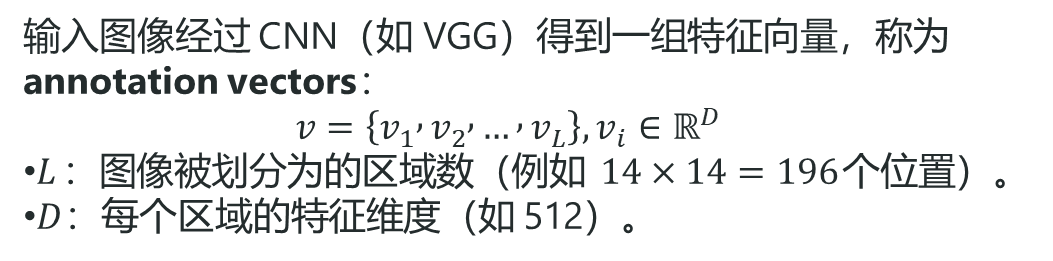 输入图像经过 CNN（如 VGG）得到一组特征向量，称为
annotation vectors：
v = {v₁, v₂, …, v_L}, vᵢ ∈ ℝᴰ
•L：图像被划分为的区域数（例如 14 × 14 = 196个位置）。
•D：每个区域的特征维度（如 512）。